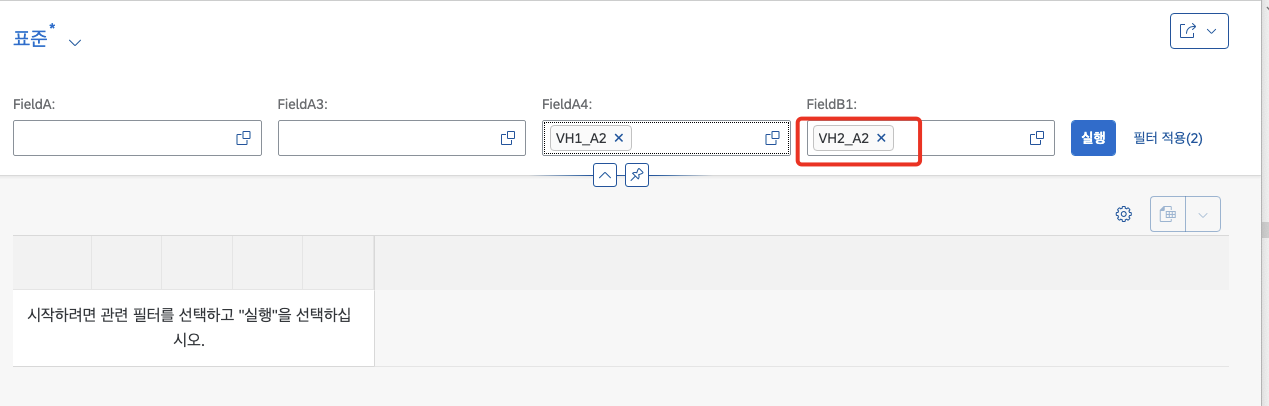 표준*
FieldA:
FieldA3:
FieldA4:
FieldB1:
VH1_A2
VH2_A2
실행
필터 적용(2)
시작하려면 관련 필터를 선택하고 "실행"을 선택하십
시오.